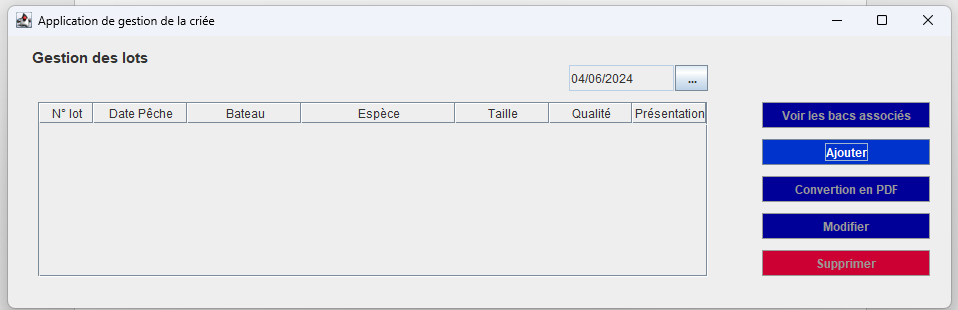 Application de gestion de la criée
Gestion des lots
04/06/2024 ...
N° lot Date Pêche Bateau Espèce Taille Qualité Présentation
Voir les bacs associés
Ajouter
Convertion en PDF
Modifier
Supprimer